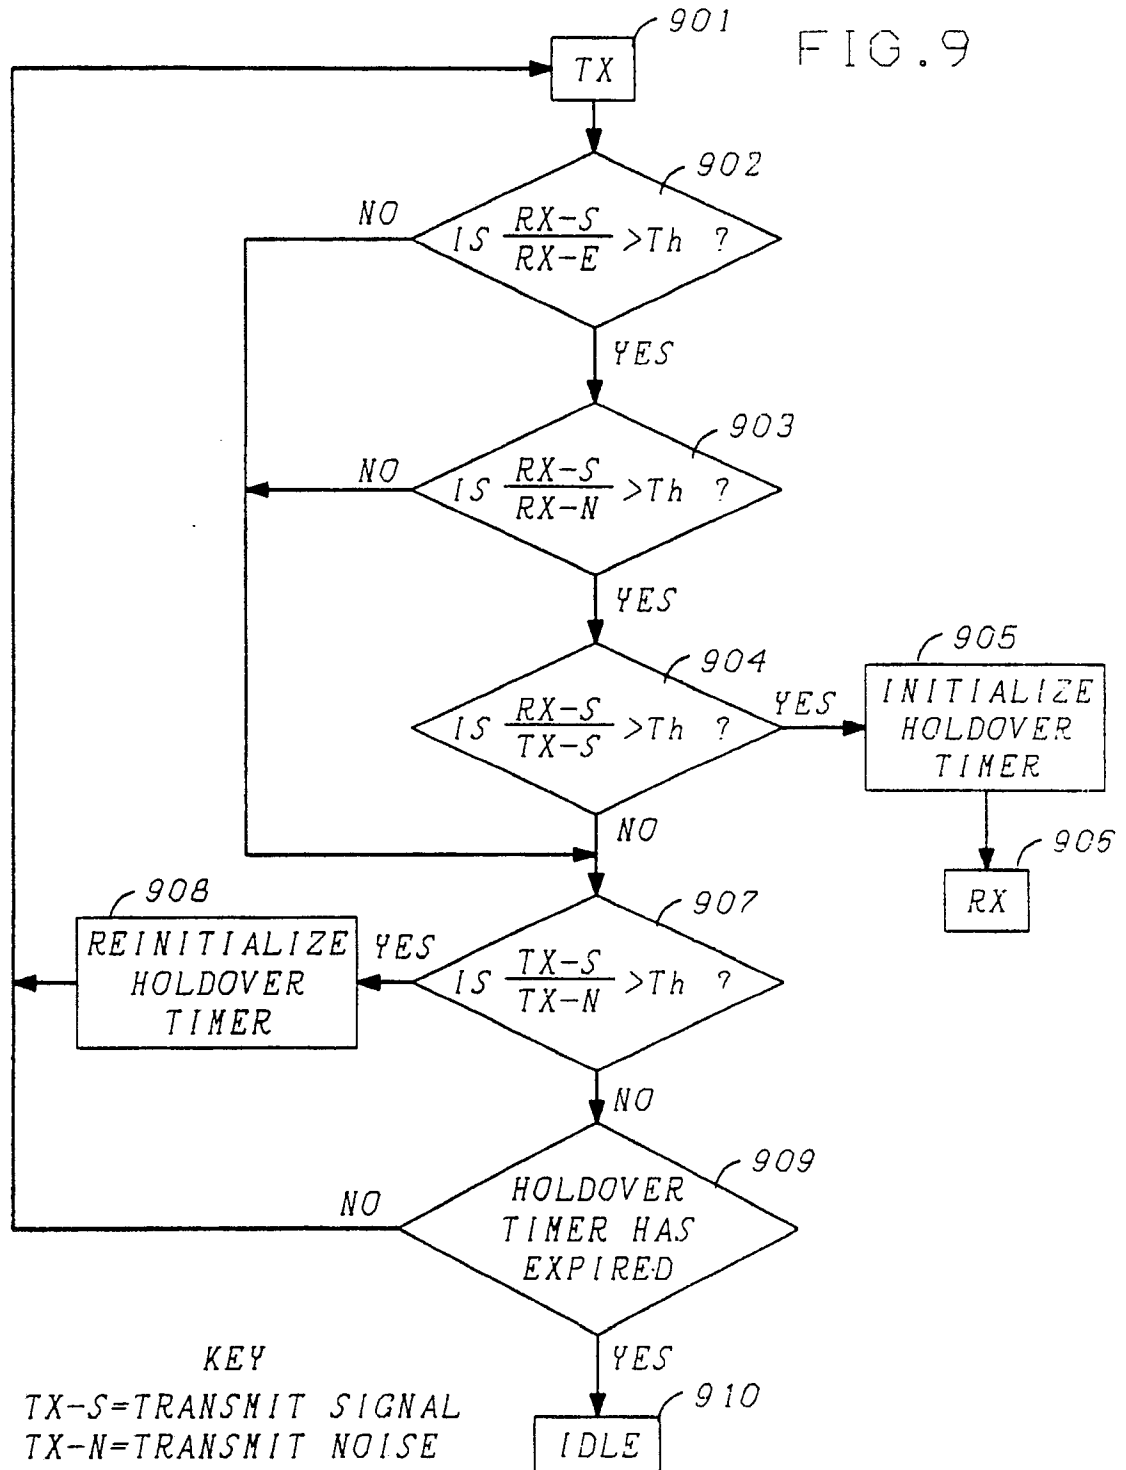 FIG.9
901
TX
902
IS RX-S/RX-E >Th ?
NO
YES
903
IS RX-S/RX-N >Th ?
NO
YES
904
IS RX-S/TX-S >Th ?
YES
NO
905
INITIALIZE
HOLDOVER
TIMER
906
RX
907
IS TX-S/TX-N >Th ?
YES
NO
908
REINITIALIZE
HOLDOVER
TIMER
909
HOLDOVER
TIMER HAS
EXPIRED
NO
YES
910
IDLE
KEY
TX-S=TRANSMIT SIGNAL
TX-N=TRANSMIT NOISE